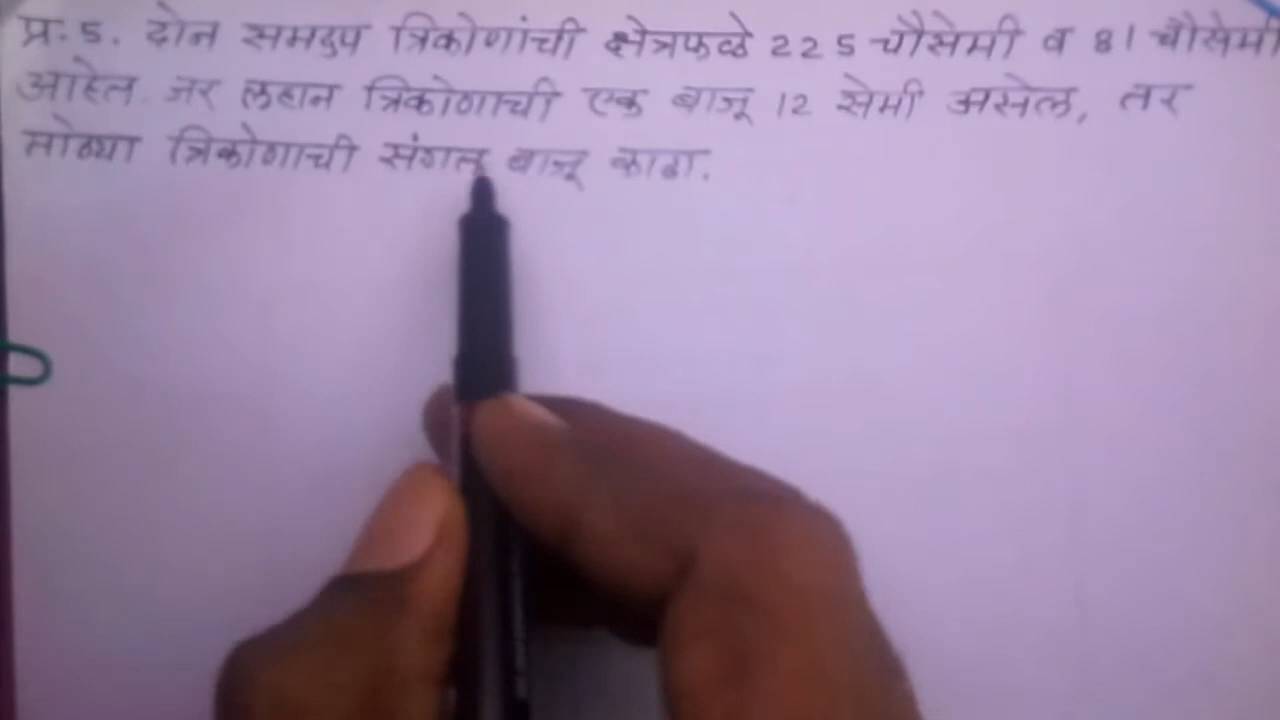 प्र. 5. दोन समरुप त्रिकोणांची क्षेत्रफळे 225 चौसेमी व 81 चौसेमी
आहेत. जर लहान त्रिकोणाची एक बाजू 12 सेमी असेल, तर
मोठ्या त्रिकोणाची संगत बाजू काढा.